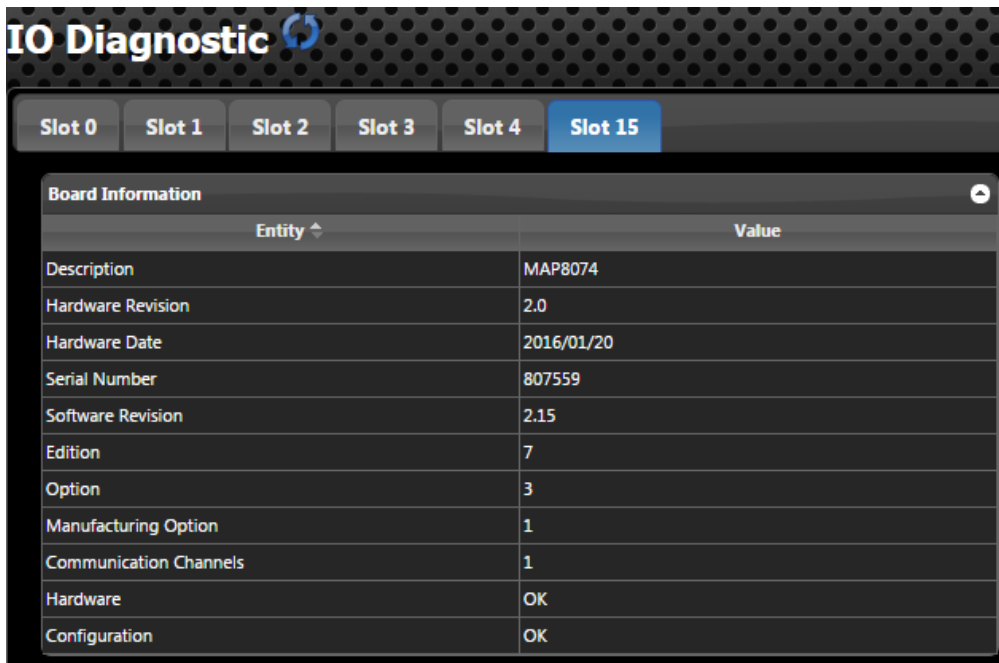 IO Diagnostic
Slot 0 Slot 1 Slot 2 Slot 3 Slot 4 Slot 15
Board Information
Entity Value
Description MAP8074
Hardware Revision 2.0
Hardware Date 2016/01/20
Serial Number 807559
Software Revision 2.15
Edition 7
Option 3
Manufacturing Option 1
Communication Channels 1
Hardware OK
Configuration OK